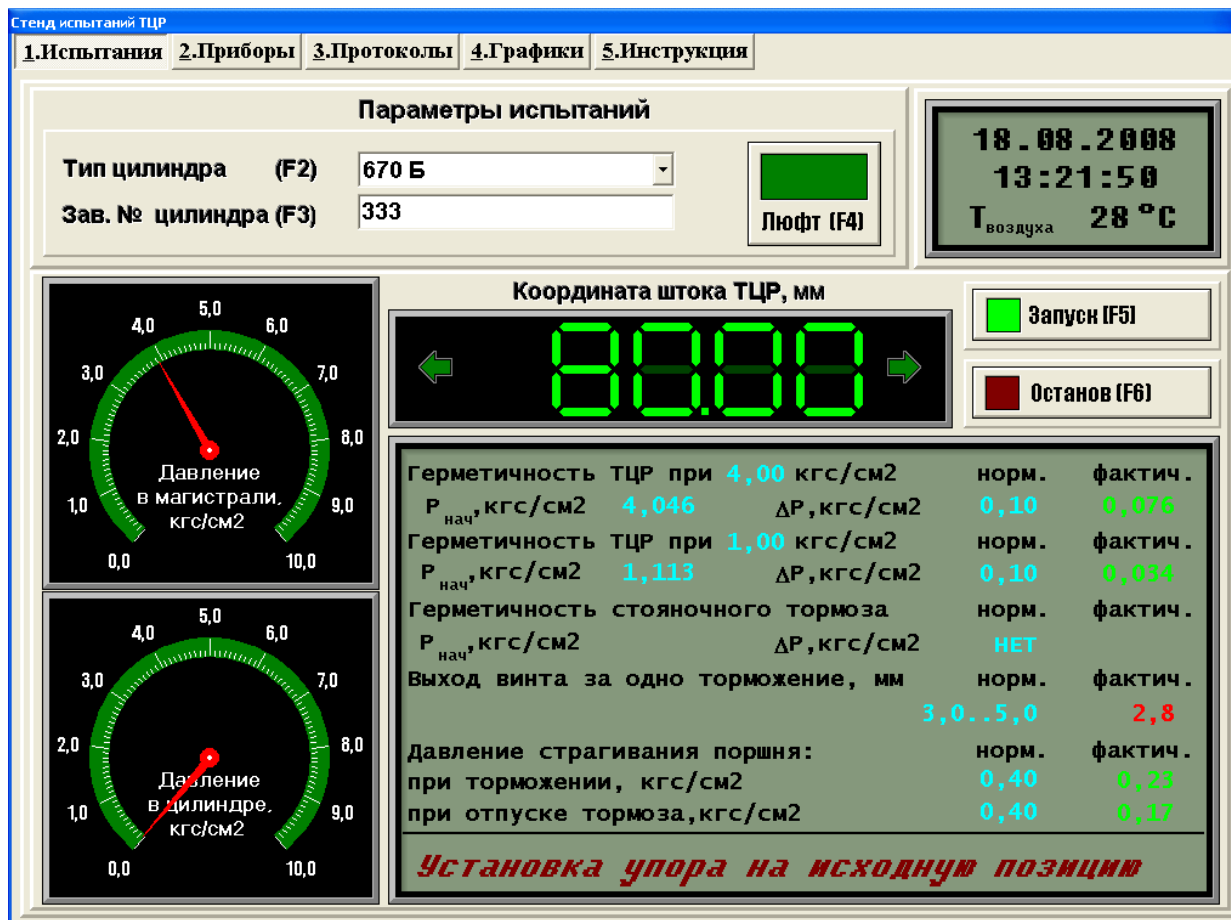 Стенд испытаний ТЦР
1.Испытания 2.Приборы 3.Протоколы 4.Графики 5.Инструкция
Параметры испытаний
Тип цилиндра (F2) 670 Б
Зав. № цилиндра (F3) 333
Люфт (F4)
18.08.2008
13:21:50
Tвоздуха 28°C
0,0 1,0 2,0 3,0 4,0 5,0 6,0 7,0 8,0 9,0 10,0
Давление
в магистрали,
кгс/см2
Координата штока ТЦР, мм
80.00
Запуск (F5)
Останов (F6)
0,0 1,0 2,0 3,0 4,0 5,0 6,0 7,0 8,0 9,0 10,0
Давление
в цилиндре,
кгс/см2
Герметичность ТЦР при 4,00 кгс/см2 норм. фактич.
Pнач,кгс/см2 4,046 ΔP,кгс/см2 0,10 0,076
Герметичность ТЦР при 1,00 кгс/см2 норм. фактич.
Pнач,кгс/см2 1,113 ΔP,кгс/см2 0,10 0,034
Герметичность стояночного тормоза норм. фактич.
Pнач,кгс/см2 ΔP,кгс/см2 НЕТ
Выход винта за одно торможение, мм норм. фактич.
3,0..5,0 2,8
Давление страгивания поршня: норм. фактич.
при торможении, кгс/см2 0,40 0,23
при отпуске тормоза,кгс/см2 0,40 0,17
Установка упора на исходную позицию